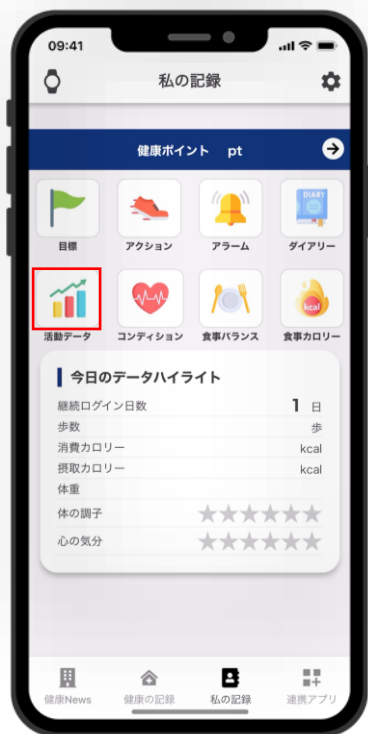 09:41
私の記録
健康ポイント pt
目標 アクション アラーム ダイアリー
DIARY
kcal
活動データ コンディション 食事バランス 食事カロリー
今日のデータハイライト
継続ログイン日数 1 日
歩数 歩
消費カロリー kcal
摂取カロリー kcal
体重
体の調子
心の気分
健康News 健康の記録 私の記録 連携アプリ